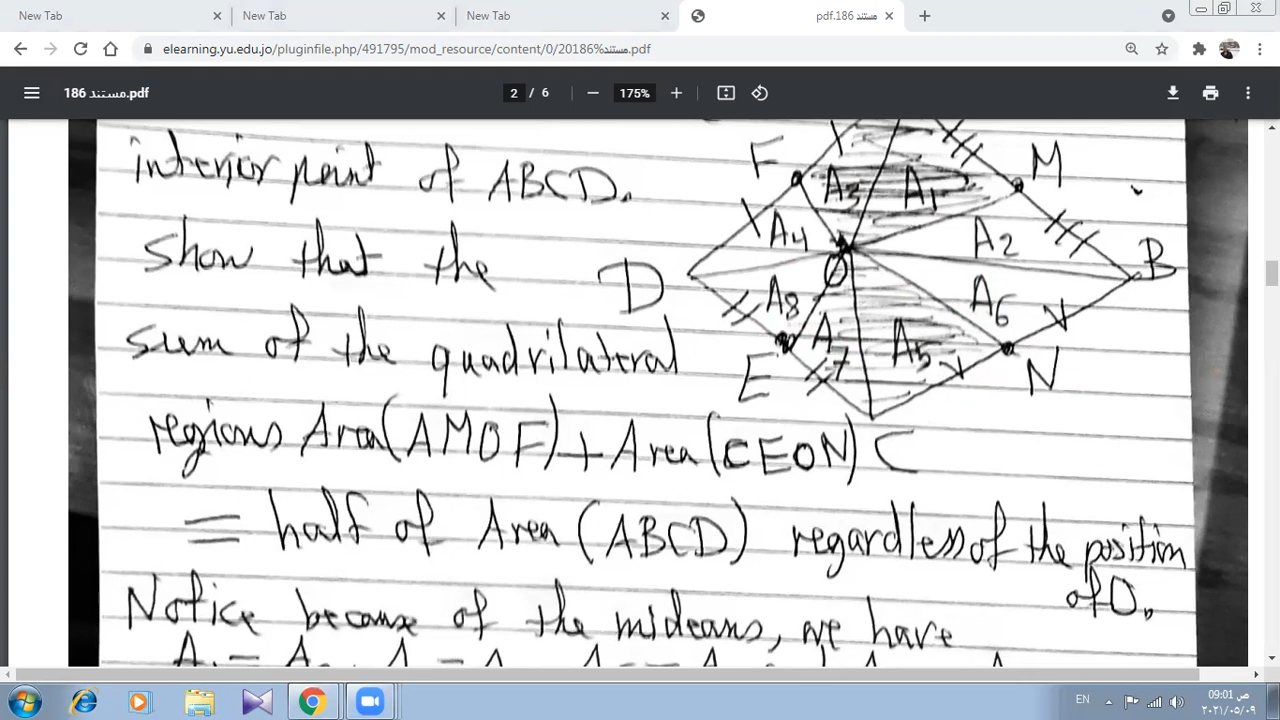 New Tab
New Tab
New Tab
مستند 186.pdf
elearning.yu.edu.jo/pluginfile.php/491795/mod_resource/content/0/20186%مستند.pdf
مستند 186.pdf
2 / 6
175%
interior point of ABCD.
show that the
sum of the quadrilateral
regions Area(AMOF)+Area(CEON)
= half of Area (ABCD) regardless of the position
of O.
Notice because of the mideans, we have
F
M
A3
A1
A4
A2
B
O
D
A8
A6
A7
A5
E
N
C
EN
09:01 ص
٢٠٢١/٠٥/٠٩